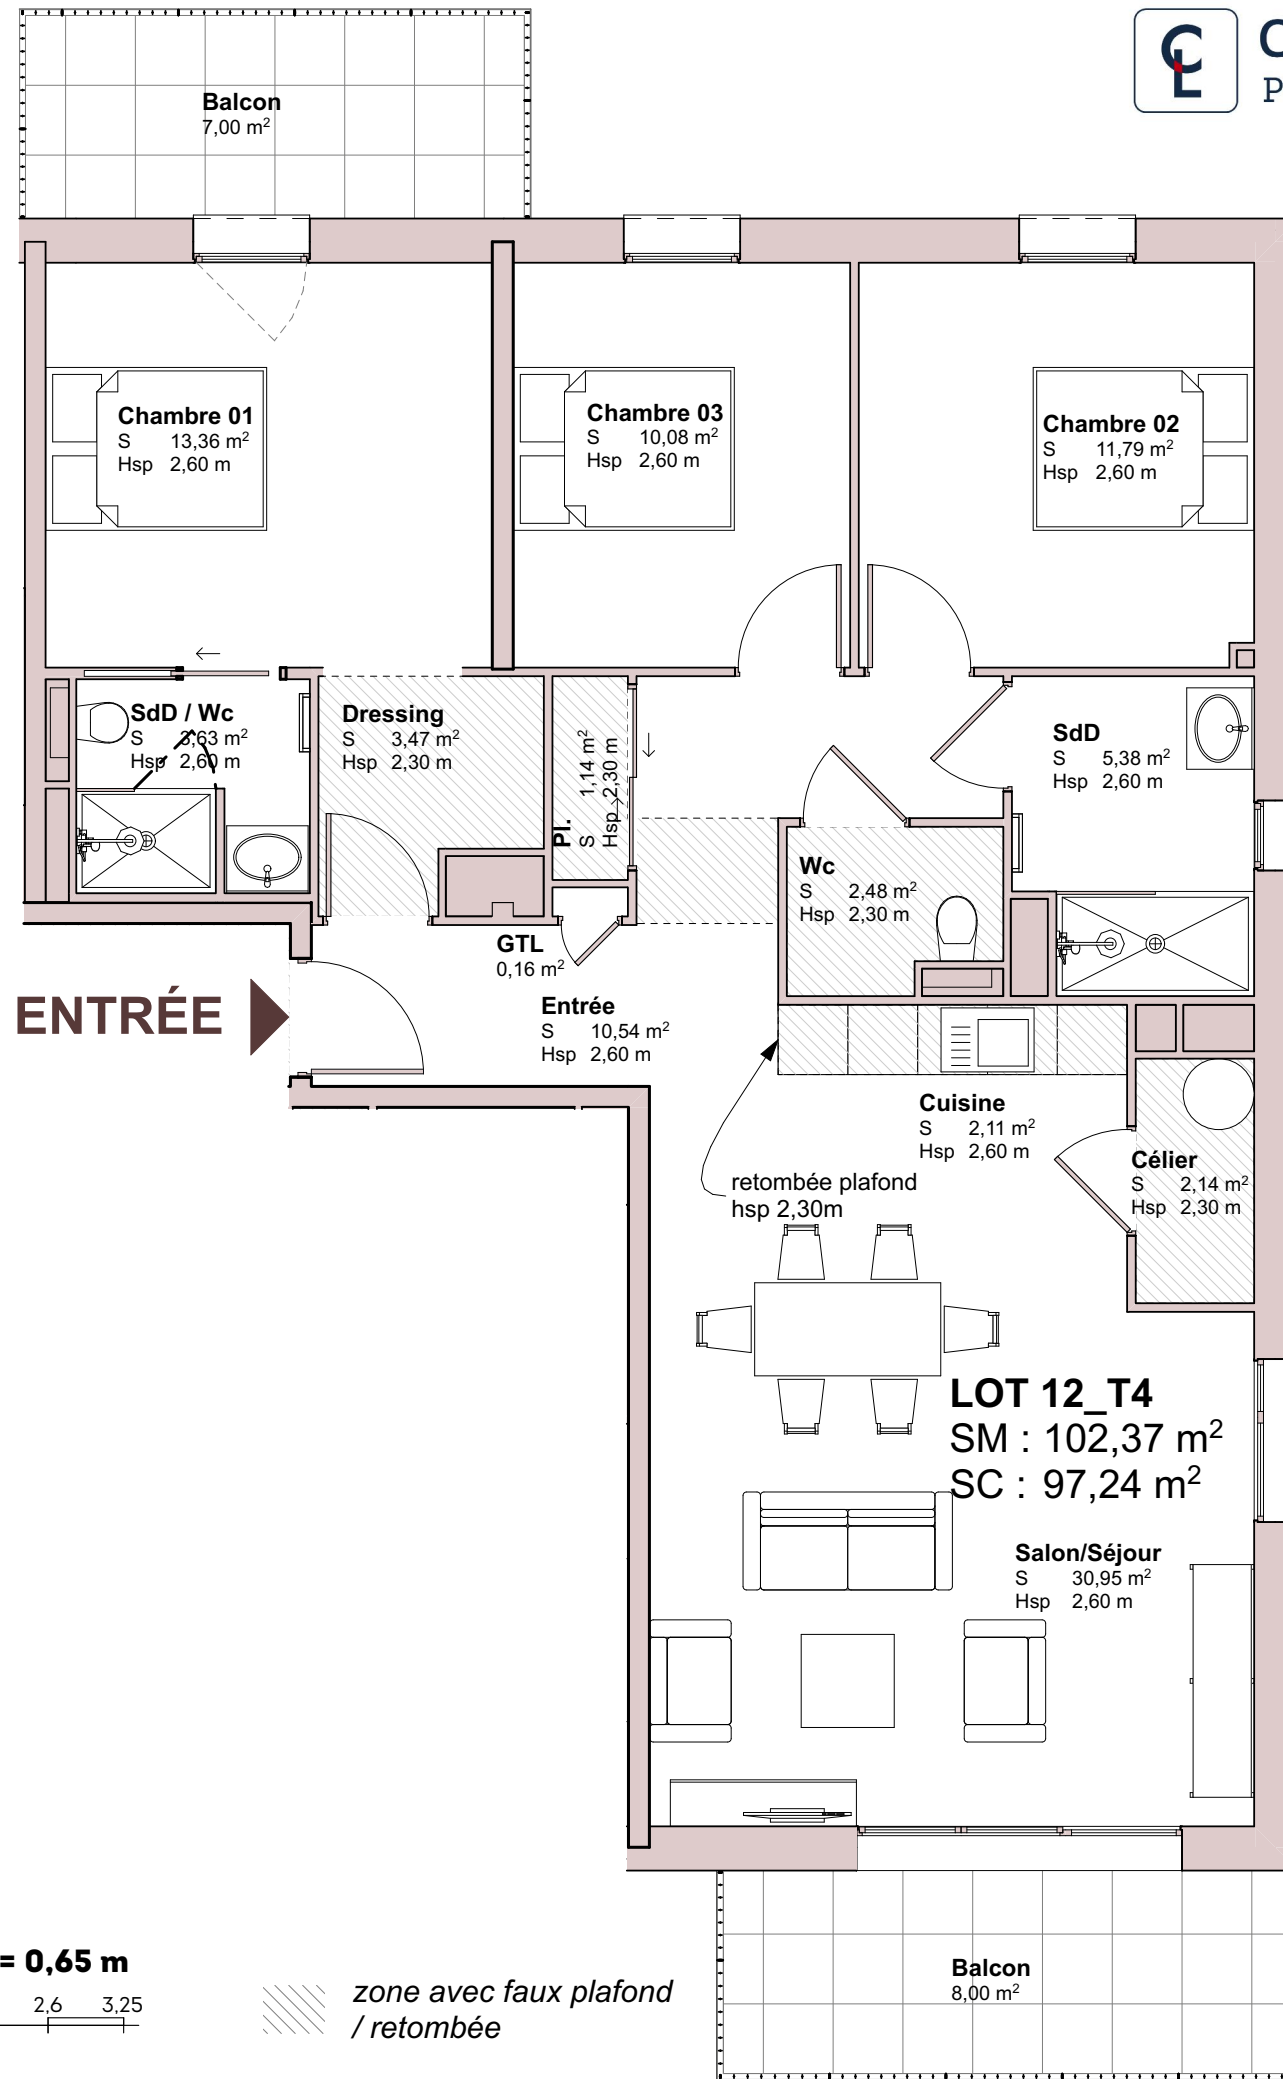 Balcon
7,00 m²
Chambre 01
S 13,36 m²
Hsp 2,60 m
Chambre 03
S 10,08 m²
Hsp 2,60 m
Chambre 02
S 11,79 m²
Hsp 2,60 m
SdD / Wc
S 3,63 m²
Hsp 2,60 m
Dressing
S 3,47 m²
Hsp 2,30 m
Pl.
S 1,14 m²
Hsp 2,30 m
SdD
S 5,38 m²
Hsp 2,60 m
Wc
S 2,48 m²
Hsp 2,30 m
GTL
0,16 m²
ENTRÉE
Entrée
S 10,54 m²
Hsp 2,60 m
Cuisine
S 2,11 m²
Hsp 2,60 m
Célier
S 2,14 m²
Hsp 2,30 m
retombée plafond
hsp 2,30m
LOT 12_T4
SM : 102,37 m²
SC : 97,24 m²
Salon/Séjour
S 30,95 m²
Hsp 2,60 m
Balcon
8,00 m²
= 0,65 m
2,6 3,25
zone avec faux plafond
/ retombée